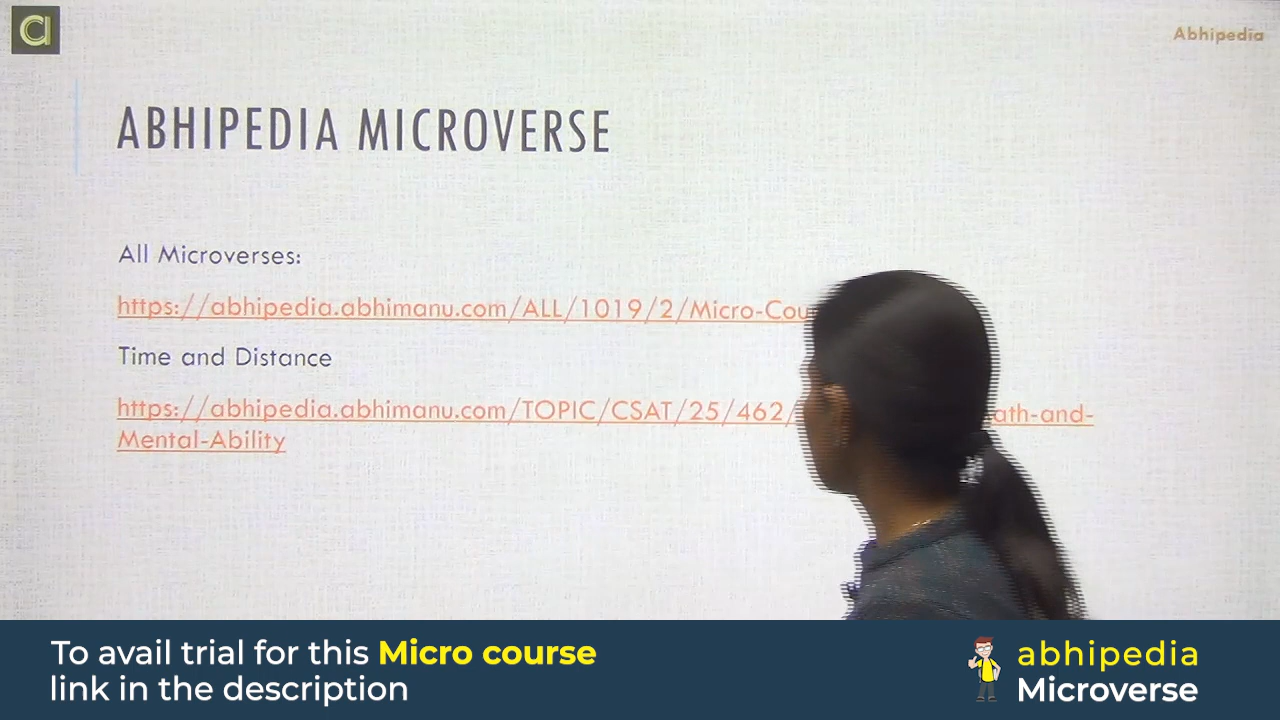 Abhipedia
ABHIPEDIA MICROVERSE
All Microverses:
https://abhipedia.abhimanu.com/ALL/1019/2/Micro-Cou
Time and Distance
https://abhipedia.abhimanu.com/TOPIC/CSAT/25/462/ ath-and-
Mental-Ability
To avail trial for this Micro course
link in the description
abhipedia
Microverse